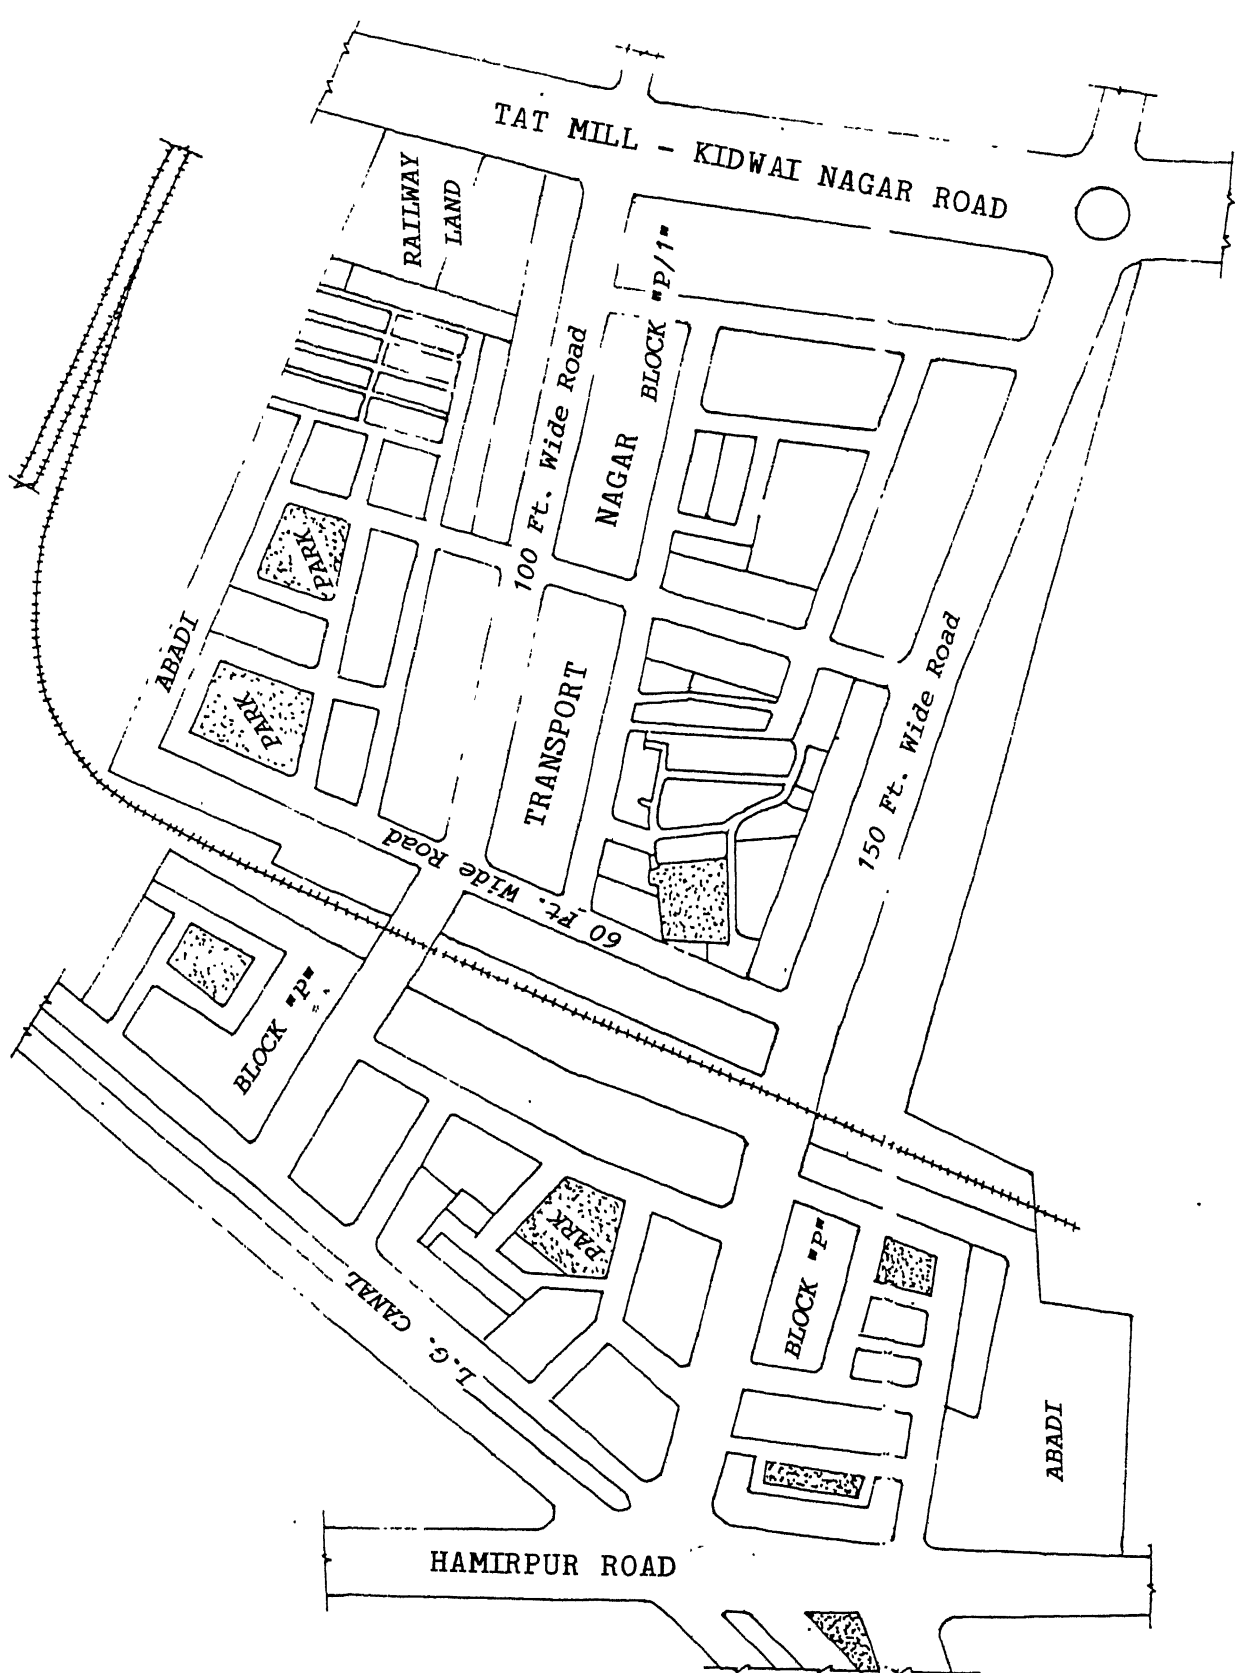 TAT MILL - KIDWAI NAGAR ROAD
RAILWAY
LAND
BLOCK "P/1"
100 Ft. Wide Road
NAGAR
PARK
ABADI
PARK
TRANSPORT
150 Ft. Wide Road
60 Ft. Wide Road
BLOCK "P"
PARK
BLOCK "P"
L.G. CANAL
ABADI
HAMIRPUR ROAD